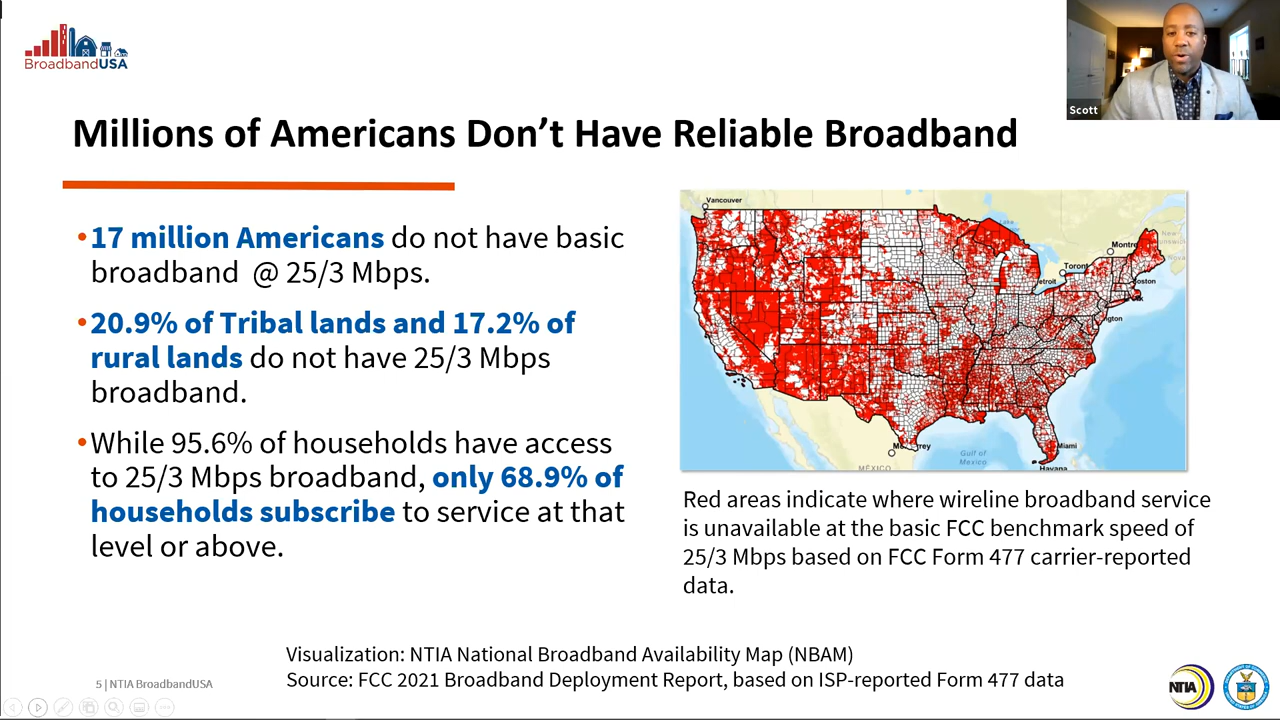 BroadbandUSA
Scott
Millions of Americans Don't Have Reliable Broadband
•17 million Americans do not have basic
broadband @ 25/3 Mbps.
•20.9% of Tribal lands and 17.2% of
rural lands do not have 25/3 Mbps
broadband.
•While 95.6% of households have access
to 25/3 Mbps broadband, only 68.9% of
households subscribe to service at that
level or above.
Vancouver
Montre
Toront
etroit
oston
ngton
Miami
Havana
MÉXICO
Gulf of
Mexico
Red areas indicate where wireline broadband service
is unavailable at the basic FCC benchmark speed of
25/3 Mbps based on FCC Form 477 carrier-reported
data.
Visualization: NTIA National Broadband Availability Map (NBAM)
Source: FCC 2021 Broadband Deployment Report, based on ISP-reported Form 477 data
5 | NTIA BroadbandUSA
NTIA